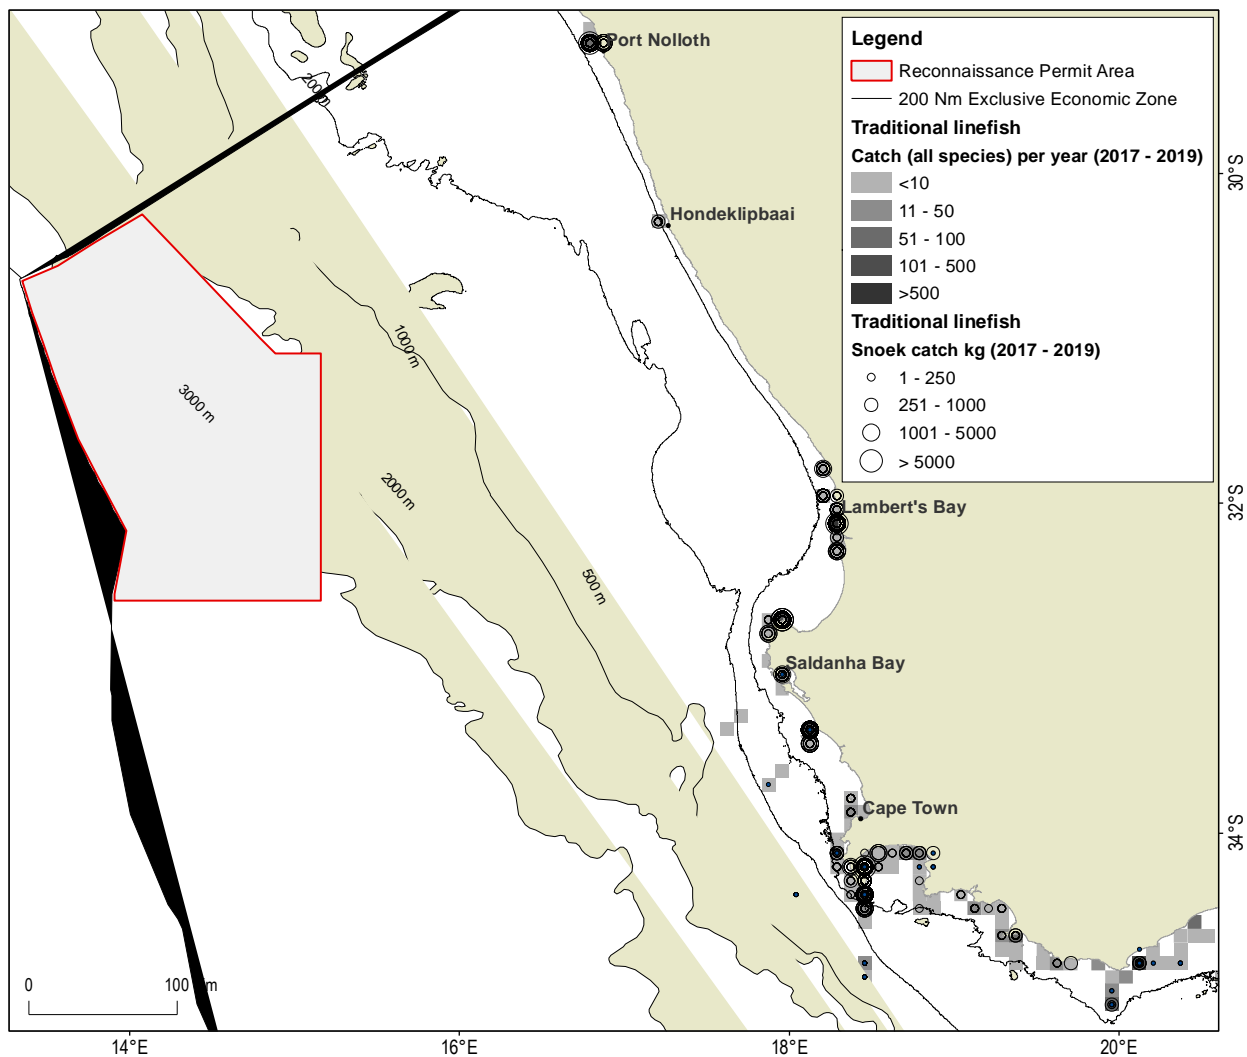 Port Nolloth
Legend
Reconnaissance Permit Area
200 Nm Exclusive Economic Zone
Traditional linefish
Catch (all species) per year (2017 - 2019)
<10
11 - 50
51 - 100
101 - 500
>500
Traditional linefish
Snoek catch kg (2017 - 2019)
1 - 250
251 - 1000
1001 - 5000
> 5000
200 m
30°S
Hondeklipbaai
1000 m
3000 m
2000 m
Lambert's Bay
32°S
500 m
Saldanha Bay
Cape Town
34°S
0
100
14°E
16°E
18°E
20°E